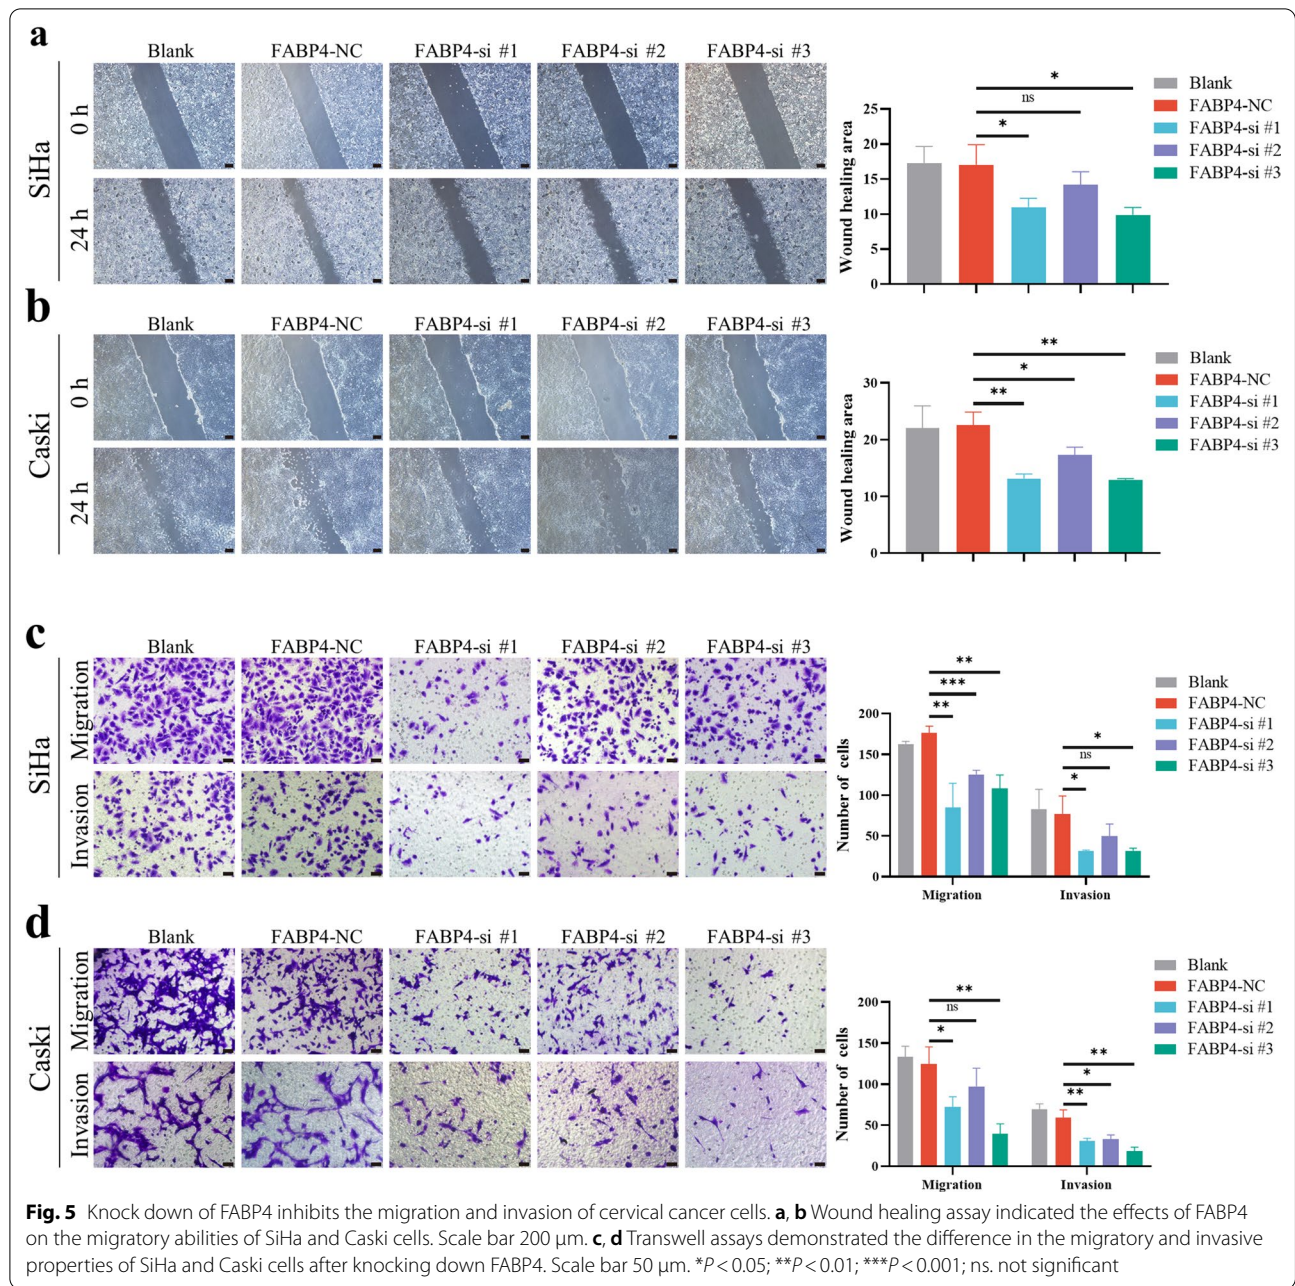 a
Blank FABP4-NC FABP4-si #1 FABP4-si #2 FABP4-si #3
SiHa
0 h
24 h
Wound healing area
25
20
15
10
5
0
*
ns
*
Blank
FABP4-NC
FABP4-si #1
FABP4-si #2
FABP4-si #3
b
Blank FABP4-NC FABP4-si #1 FABP4-si #2 FABP4-si #3
Caski
0 h
24 h
Wound healing area
30
20
10
0
**
*
**
Blank
FABP4-NC
FABP4-si #1
FABP4-si #2
FABP4-si #3
c
Blank FABP4-NC FABP4-si #1 FABP4-si #2 FABP4-si #3
SiHa
Migration
Invasion
Number of cells
200
150
100
50
0
**
***
**
*
ns
*
Migration Invasion
Blank
FABP4-NC
FABP4-si #1
FABP4-si #2
FABP4-si #3
d
Blank FABP4-NC FABP4-si #1 FABP4-si #2 FABP4-si #3
Caski
Migration
Invasion
Number of cells
200
150
100
50
0
**
ns
*
**
*
**
Migration Invasion
Blank
FABP4-NC
FABP4-si #1
FABP4-si #2
FABP4-si #3
Fig. 5 Knock down of FABP4 inhibits the migration and invasion of cervical cancer cells. a, b Wound healing assay indicated the effects of FABP4
on the migratory abilities of SiHa and Caski cells. Scale bar 200 μm. c, d Transwell assays demonstrated the difference in the migratory and invasive
properties of SiHa and Caski cells after knocking down FABP4. Scale bar 50 μm. *P < 0.05; **P < 0.01; ***P < 0.001; ns. not significant